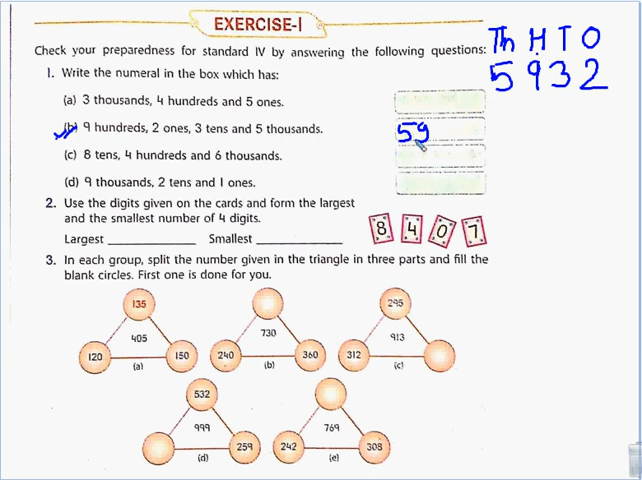 EXERCISE-I
Th H T O
5 9 3 2
Check your preparedness for standard IV by answering the following questions:
1. Write the numeral in the box which has:
(a) 3 thousands, 4 hundreds and 5 ones.
(b) 9 hundreds, 2 ones, 3 tens and 5 thousands.
59
(c) 8 tens, 4 hundreds and 6 thousands.
(d) 9 thousands, 2 tens and 1 ones.
2. Use the digits given on the cards and form the largest
and the smallest number of 4 digits.
8 4 0 7
Largest ____________ Smallest ____________
3. In each group, split the number given in the triangle in three parts and fill the
blank circles. First one is done for you.
135
405
120 150
(a)
730
240 360
(b)
295
913
312
(c)
532
999
259
(d)
769
242 308
(e)